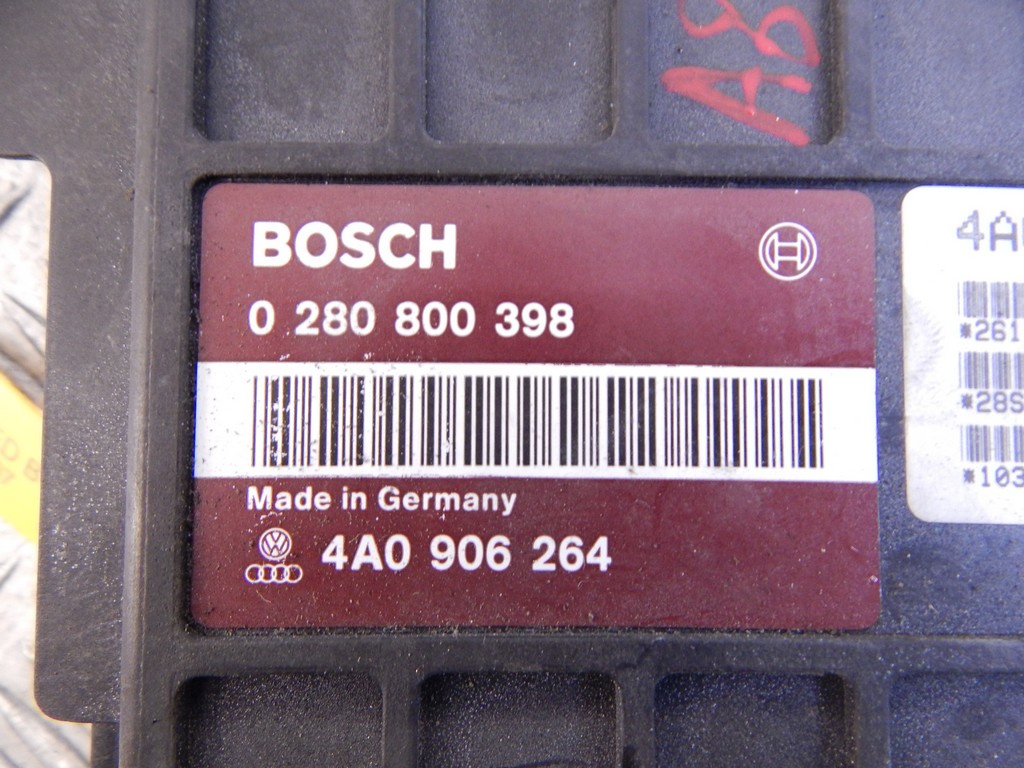 A8
BOSCH
0 280 800 398
Made in Germany
4A0 906 264
4A
*261
*28S
*103